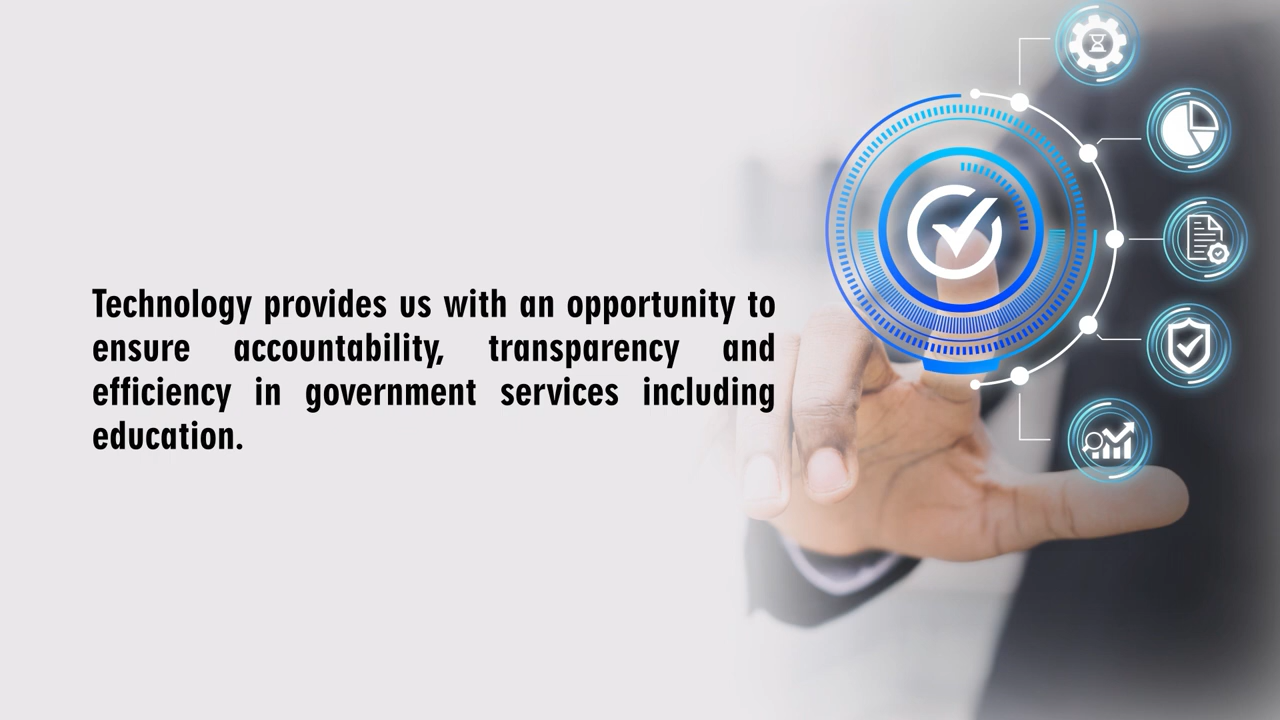 Technology provides us with an opportunity to
ensure accountability, transparency and
efficiency in government services including
education.